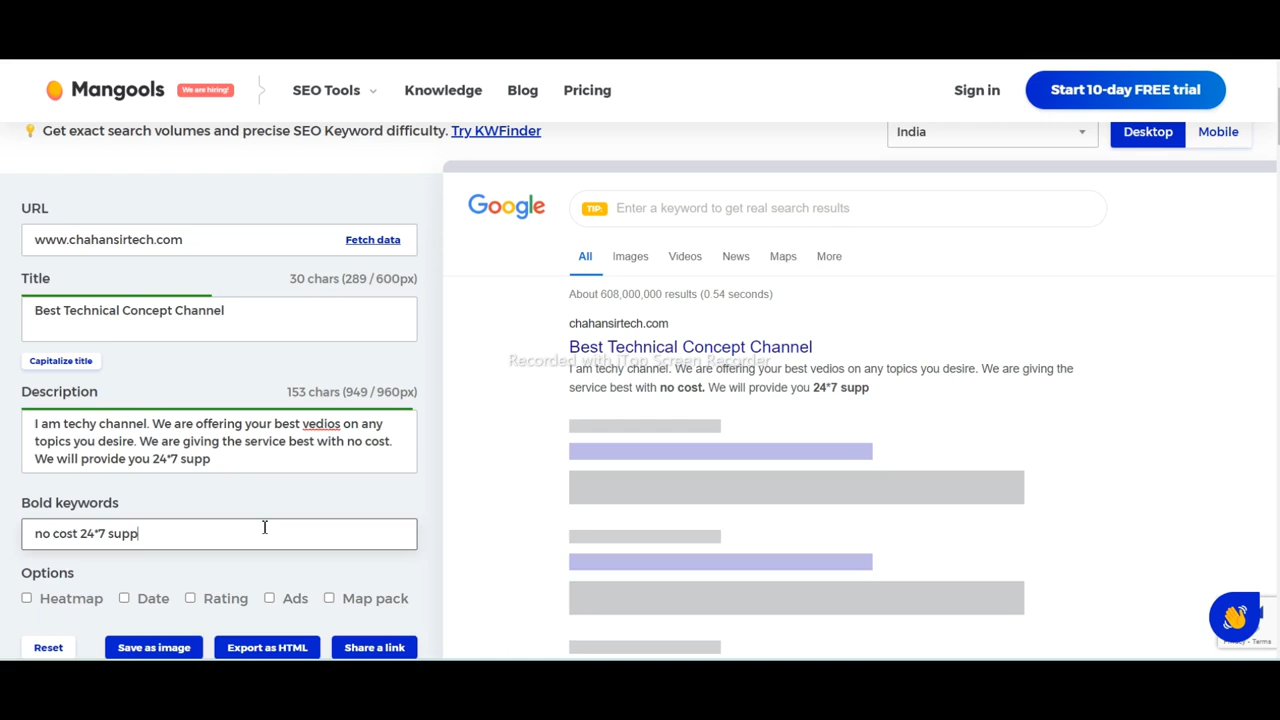 Mangools We are hiring! SEO Tools Knowledge Blog Pricing Sign in Start 10-day FREE trial
Get exact search volumes and precise SEO Keyword difficulty. Try KWFinder India Desktop Mobile
URL
www.chahansirtech.com Fetch data
Title 30 chars (289 / 600px)
Best Technical Concept Channel
Capitalize title
Description 153 chars (949 / 960px)
I am techy channel. We are offering your best vedios on any
topics you desire. We are giving the service best with no cost.
We will provide you 24*7 supp
Bold keywords
no cost 24*7 supp
Options
Heatmap Date Rating Ads Map pack
Reset Save as image Export as HTML Share a link
Google TIP: Enter a keyword to get real search results
All Images Videos News Maps More
About 608,000,000 results (0.54 seconds)
chahansirtech.com
Best Technical Concept Channel
Recorded with iTop Screen Recorder
I am techy channel. We are offering your best vedios on any topics you desire. We are giving the
service best with no cost. We will provide you 24*7 supp
Privacy - Terms